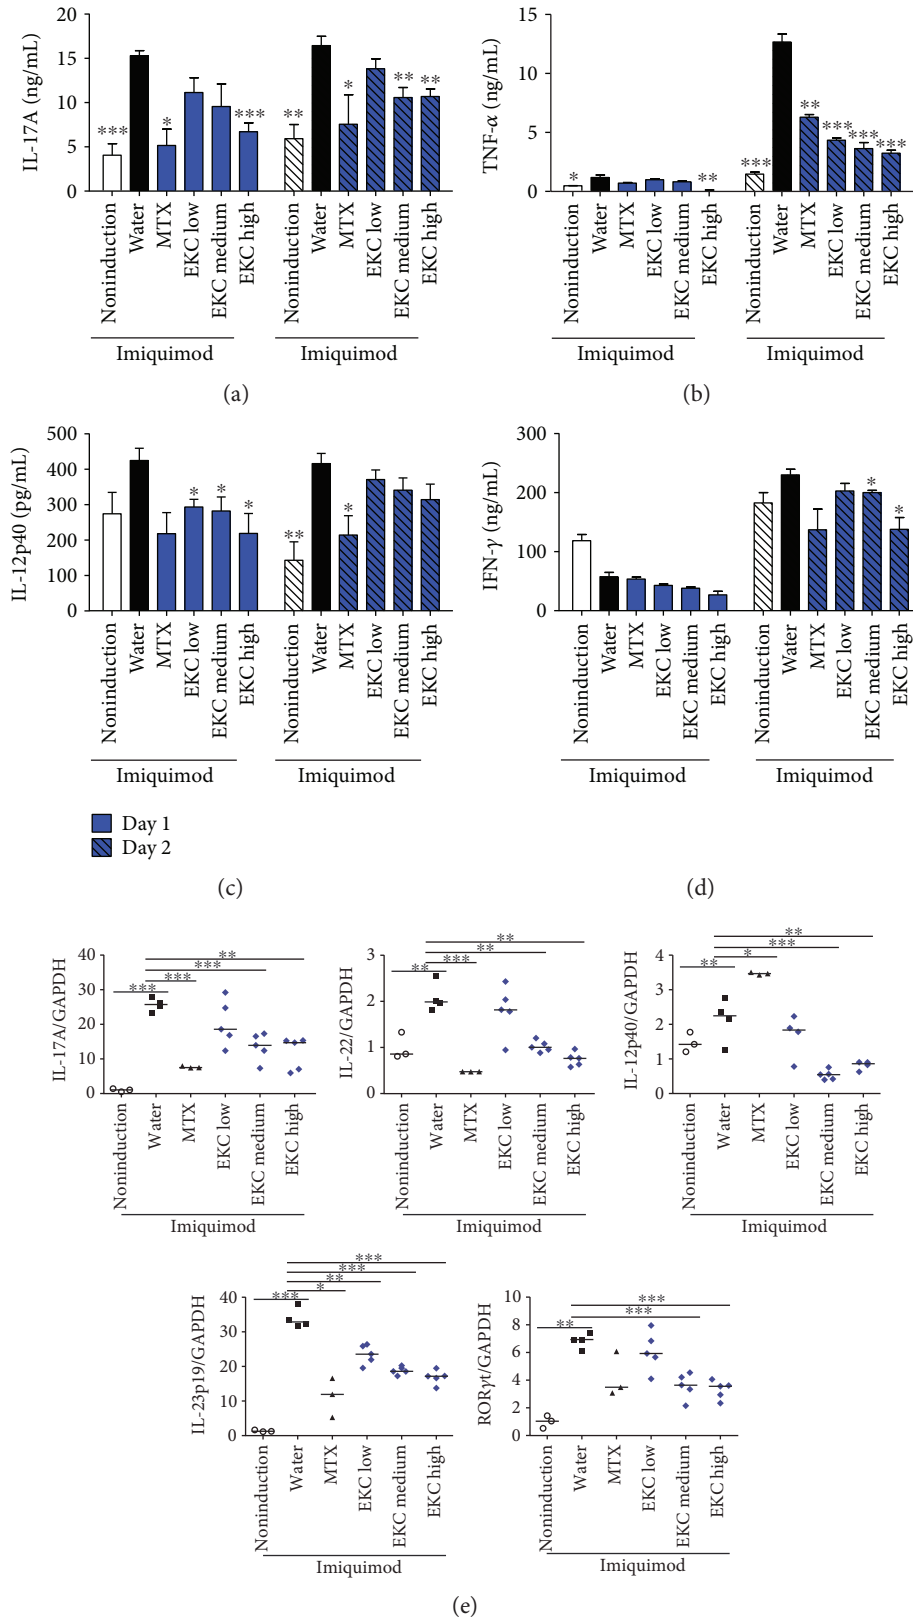 IL-17A (ng/mL)
20
15
10
5
0
***
*
***
**
*
**
**
Noninduction
Water
MTX
EKC low
EKC medium
EKC high
Noninduction
Water
MTX
EKC low
EKC medium
EKC high
Imiquimod
Imiquimod
(a)
TNF-α (ng/mL)
15
10
5
0
*
**
***
**
***
***
***
Noninduction
Water
MTX
EKC low
EKC medium
EKC high
Noninduction
Water
MTX
EKC low
EKC medium
EKC high
Imiquimod
Imiquimod
(b)
IL-12p40 (pg/mL)
500
400
300
200
100
0
*
*
*
**
*
Noninduction
Water
MTX
EKC low
EKC medium
EKC high
Noninduction
Water
MTX
EKC low
EKC medium
EKC high
Imiquimod
Imiquimod
Day 1
Day 2
(c)
IFN-γ (ng/mL)
300
200
100
0
*
*
Noninduction
Water
MTX
EKC low
EKC medium
EKC high
Noninduction
Water
MTX
EKC low
EKC medium
EKC high
Imiquimod
Imiquimod
(d)
IL-17A/GAPDH
40
30
20
10
0
**
***
***
***
Noninduction
Water
MTX
EKC low
EKC medium
EKC high
Imiquimod
IL-22/GAPDH
3
2
1
0
**
**
***
**
Noninduction
Water
MTX
EKC low
EKC medium
EKC high
Imiquimod
IL-12p40/GAPDH
4
3
2
1
0
**
***
*
**
Noninduction
Water
MTX
EKC low
EKC medium
EKC high
Imiquimod
IL-23p19/GAPDH
40
30
20
10
0
***
***
**
*
***
Noninduction
Water
MTX
EKC low
EKC medium
EKC high
Imiquimod
RORγt/GAPDH
10
8
6
4
2
0
***
***
**
Noninduction
Water
MTX
EKC low
EKC medium
EKC high
Imiquimod
(e)